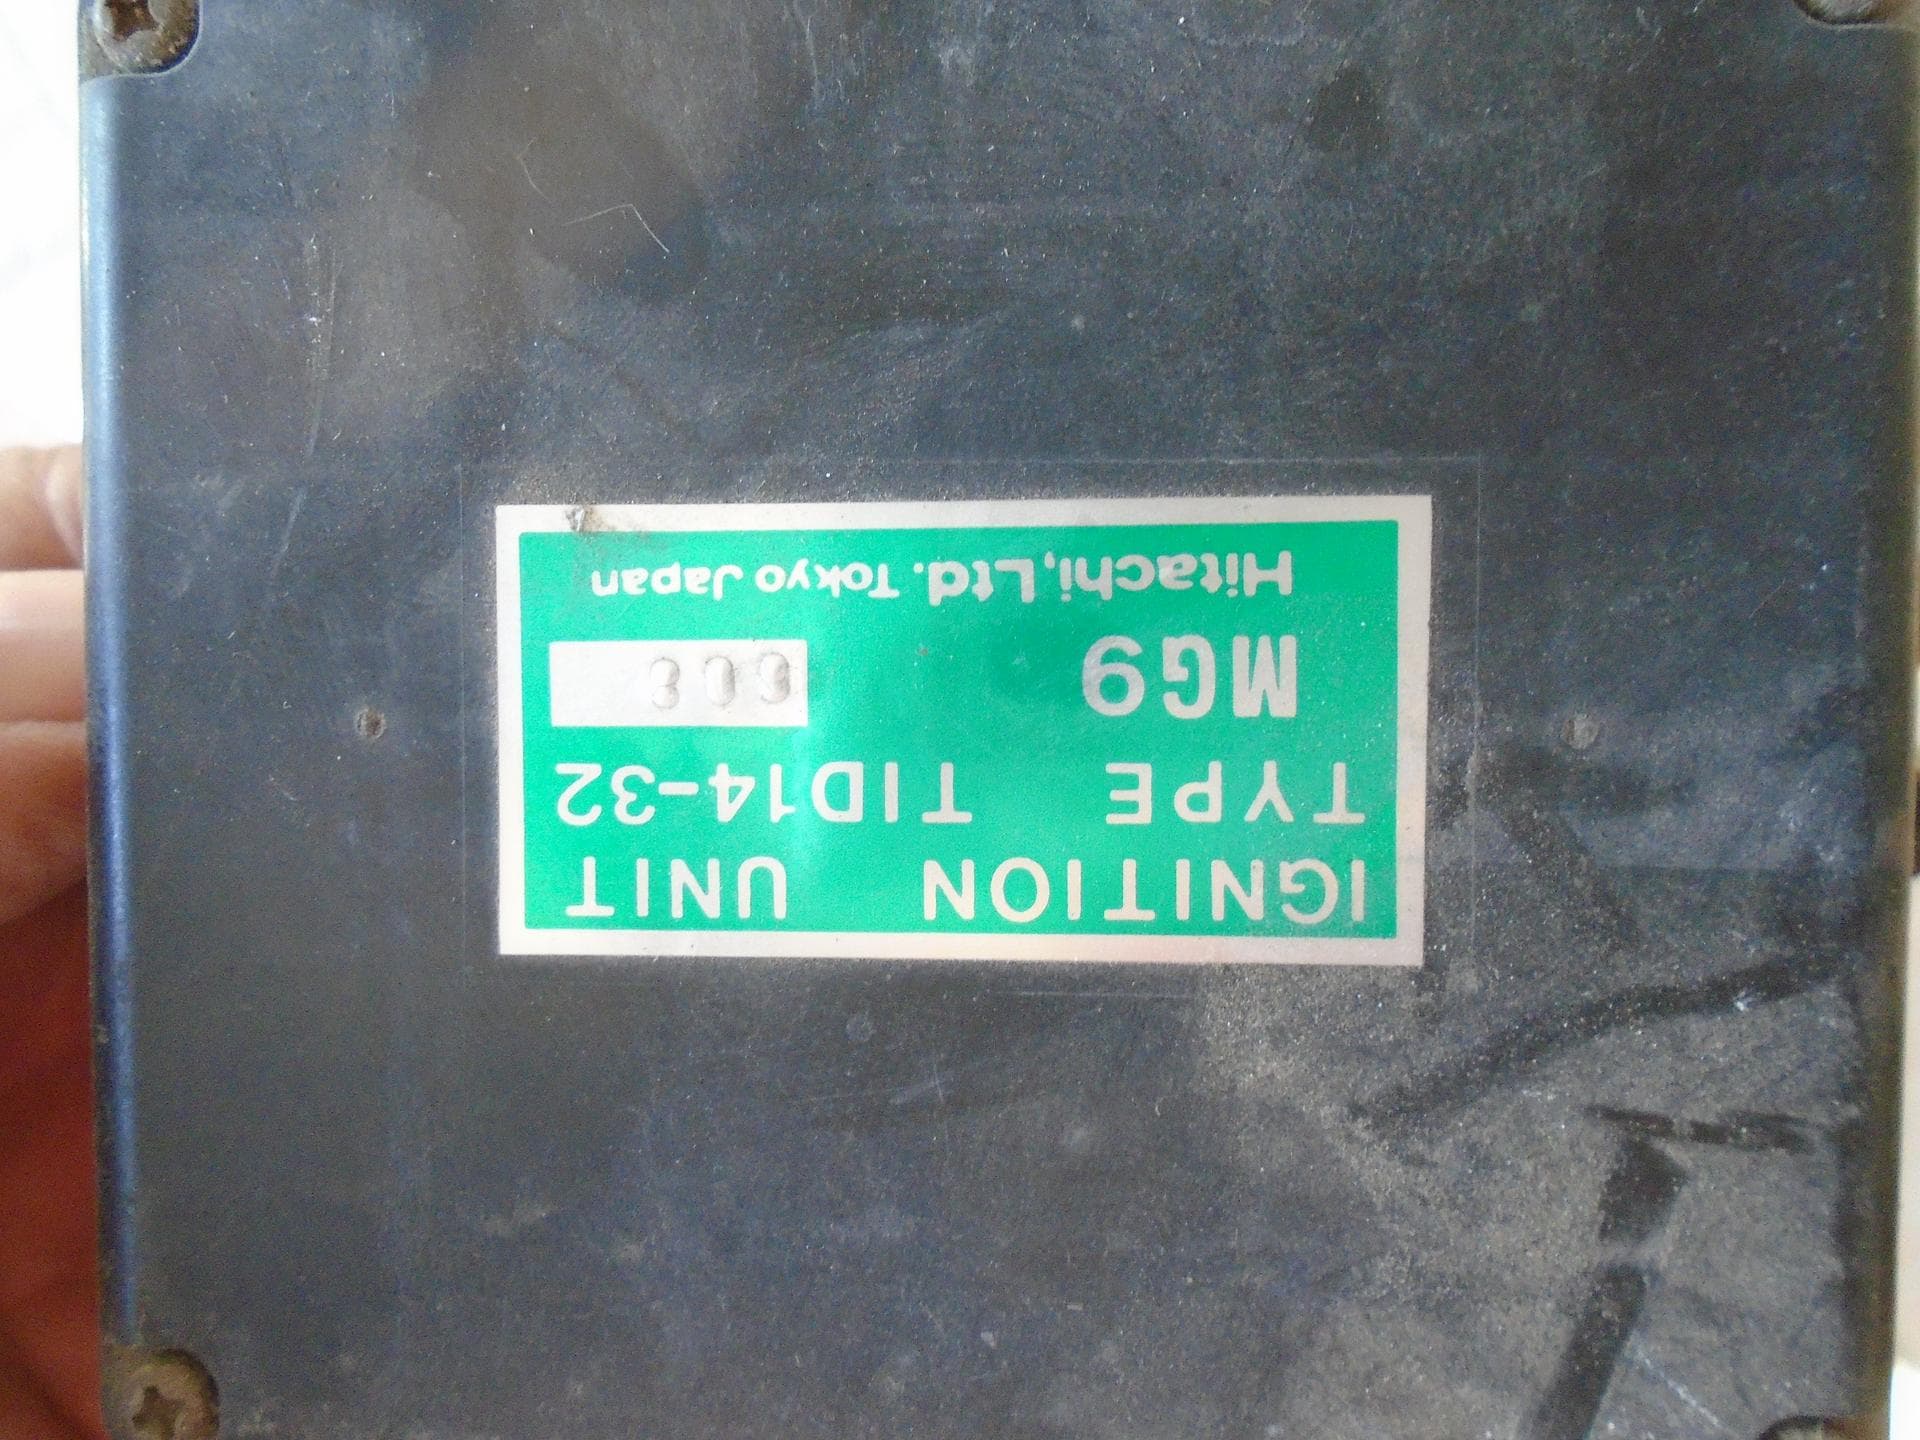 IGNITION UNIT
TYPE TID14-32
MG9
Hitachi, Ltd. Tokyo Japan